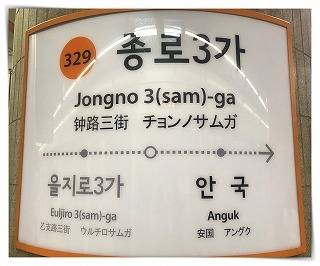 329
종로3가
Jongno 3(sam)-ga
钟路三街 チョンノサムガ
을지로3가 안국
Euljiro 3(sam)-ga Anguk
乙支路三街 ウルチロサムガ 安国 アングク